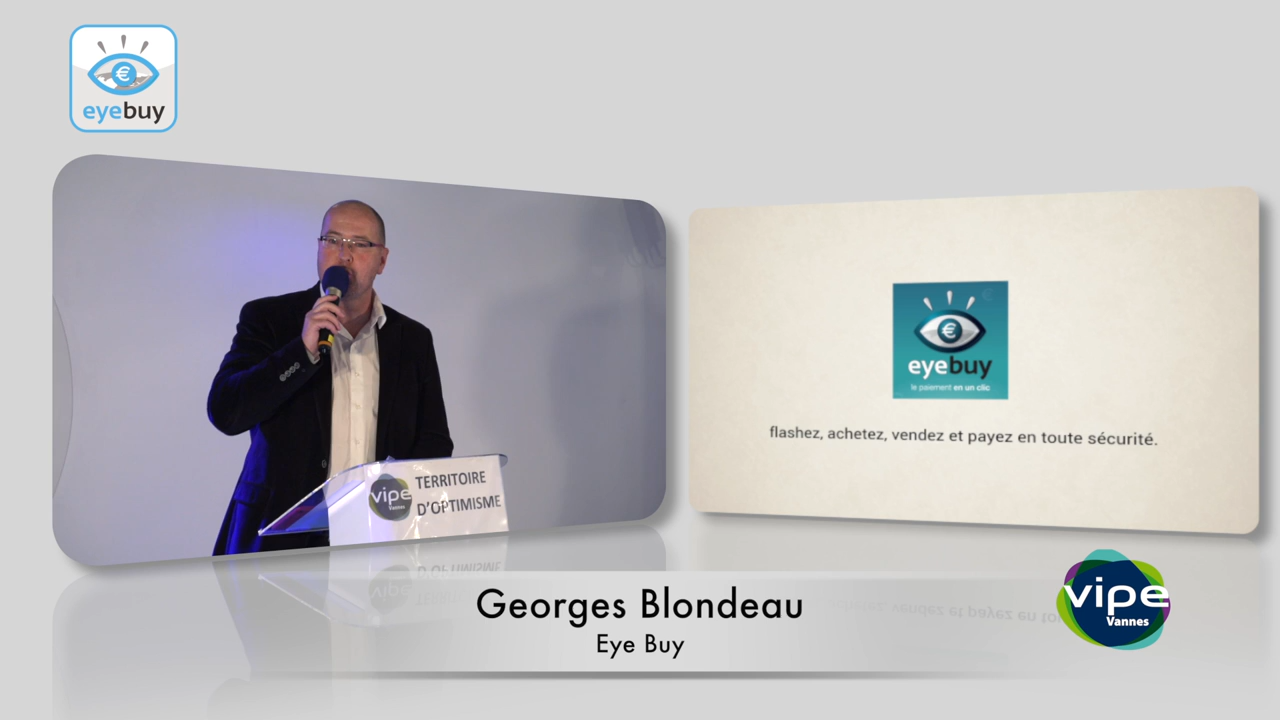 eyebuy
vipe
Vannes
TERRITOIRE
D'OPTIMISME
eyebuy
le paiement en un clic
flashez, achetez, vendez et payez en toute sécurité.
Georges Blondeau
Eye Buy
vipe
Vannes